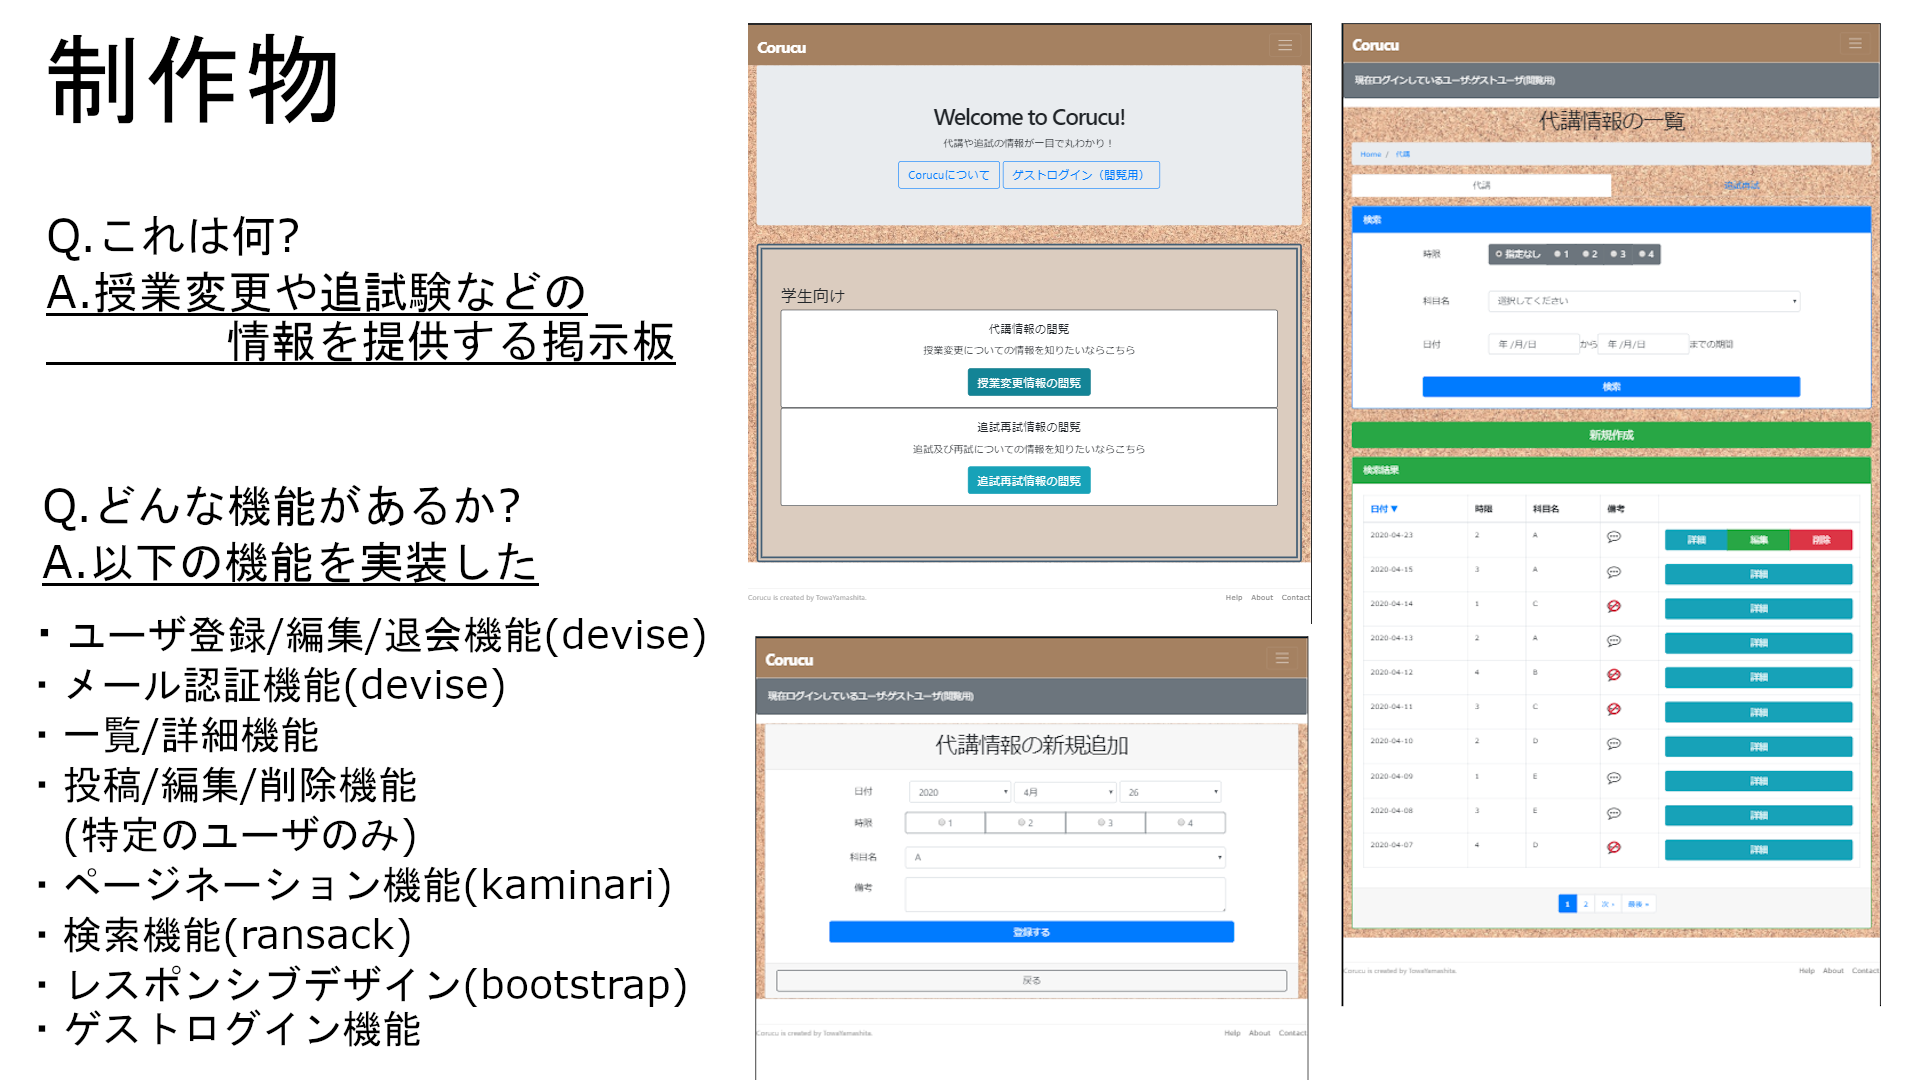 制作物
Q.これは何?
A.授業変更や追試験などの
情報を提供する掲示板
Q.どんな機能があるか?
A.以下の機能を実装した
・ユーザ登録/編集/退会機能(devise)
・メール認証機能(devise)
・一覧/詳細機能
・投稿/編集/削除機能
(特定のユーザのみ)
・ページネーション機能(kaminari)
・検索機能(ransack)
・レスポンシブデザイン(bootstrap)
・ゲストログイン機能
Corucu
Welcome to Corucu!
代講や追試の情報が一目で丸わかり！
Corucuについて ゲストログイン（閲覧用）
学生向け
代講情報の閲覧
授業変更についての情報を知りたいならこちら
授業変更情報の閲覧
追試再試情報の閲覧
追試及び再試についての情報を知りたいならこちら
追試再試情報の閲覧
Corucu is created by TowaYamashita. Help About Contact
Corucu
現在ログインしているユーザ:ゲストユーザ(閲覧用)
代講情報の新規追加
日付 2020 4月 26
時限 1 2 3 4
科目名 A
備考
登録する
戻る
Corucu is created by TowaYamashita. Help About Contact
Corucu
現在ログインしているユーザ:ゲストユーザ(閲覧用)
代講情報の一覧
Home / 代講
代講 追試再試
検索
時限 指定なし 1 2 3 4
科目名 選択してください
日付 年 /月/日 から 年 /月/日 までの期間
検索
新規作成
検索結果
日付▼ 時限 科目名 備考
2020-04-23 2 A 詳細 編集 削除
2020-04-15 3 A 詳細
2020-04-14 1 C 詳細
2020-04-13 2 A 詳細
2020-04-12 4 B 詳細
2020-04-11 3 C 詳細
2020-04-10 2 D 詳細
2020-04-09 1 E 詳細
2020-04-08 3 E 詳細
2020-04-07 4 D 詳細
1 2 次 › 最後 »
Corucu is created by TowaYamashita. Help About Contact